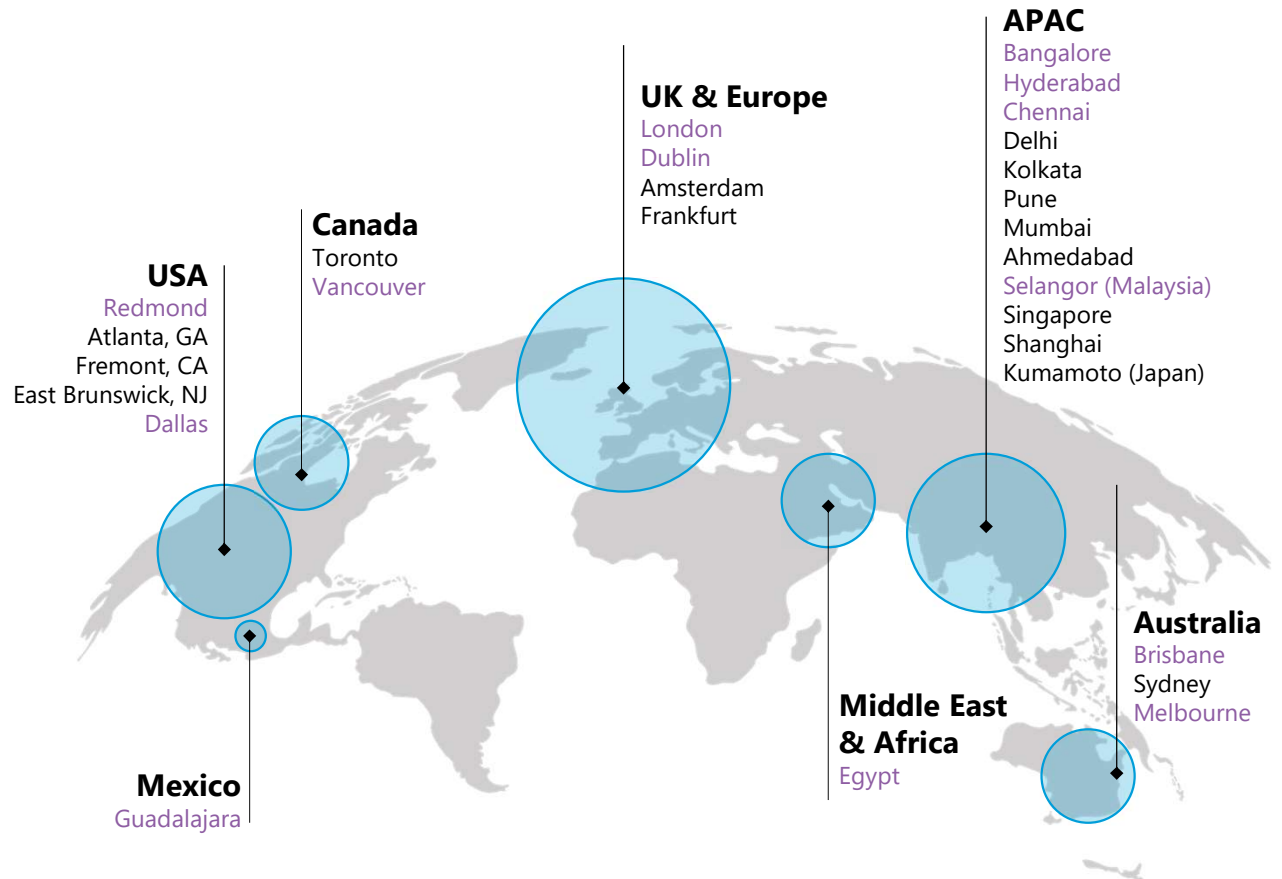 USA
Redmond
Atlanta, GA
Fremont, CA
East Brunswick, NJ
Dallas
Canada
Toronto
Vancouver
Mexico
Guadalajara
UK & Europe
London
Dublin
Amsterdam
Frankfurt
Middle East
& Africa
Egypt
APAC
Bangalore
Hyderabad
Chennai
Delhi
Kolkata
Pune
Mumbai
Ahmedabad
Selangor (Malaysia)
Singapore
Shanghai
Kumamoto (Japan)
Australia
Brisbane
Sydney
Melbourne